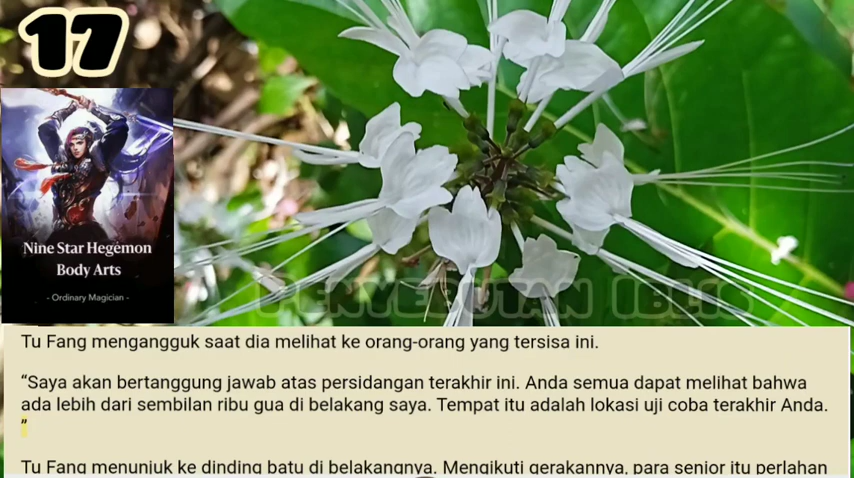 17
Nine Star Hegemon
Body Arts
- Ordinary Magician -
PENYEBUTAN IBLIS
Tu Fang mengangguk saat dia melihat ke orang-orang yang tersisa ini.
“Saya akan bertanggung jawab atas persidangan terakhir ini. Anda semua dapat melihat bahwa
ada lebih dari sembilan ribu gua di belakang saya. Tempat itu adalah lokasi uji coba terakhir Anda.
”
Tu Fang menunjuk ke dinding batu di belakangnya. Mengikuti gerakannya, para senior itu perlahan